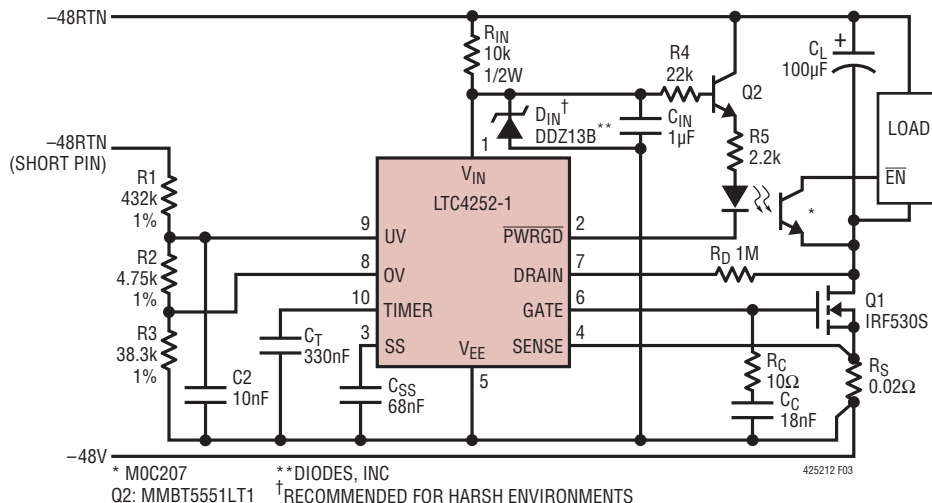 –48RTN
RIN
10k
1/2W
R4
22k
Q2
CL
100µF
+
LOAD
EN
DIN†
DDZ13B**
CIN
1µF
R5
2.2k
*
–48RTN
(SHORT PIN)
R1
432k
1%
R2
4.75k
1%
R3
38.3k
1%
1
VIN
LTC4252-1
9
UV
8
OV
10
TIMER
3
SS
VEE
5
2
PWRGD
7
DRAIN
6
GATE
4
SENSE
RD 1M
Q1
IRF530S
RS
0.02Ω
RC
10Ω
CC
18nF
CT
330nF
CSS
68nF
C2
10nF
–48V
* M0C207
**DIODES, INC
Q2: MMBT5551LT1
†RECOMMENDED FOR HARSH ENVIRONMENTS
425212 F03